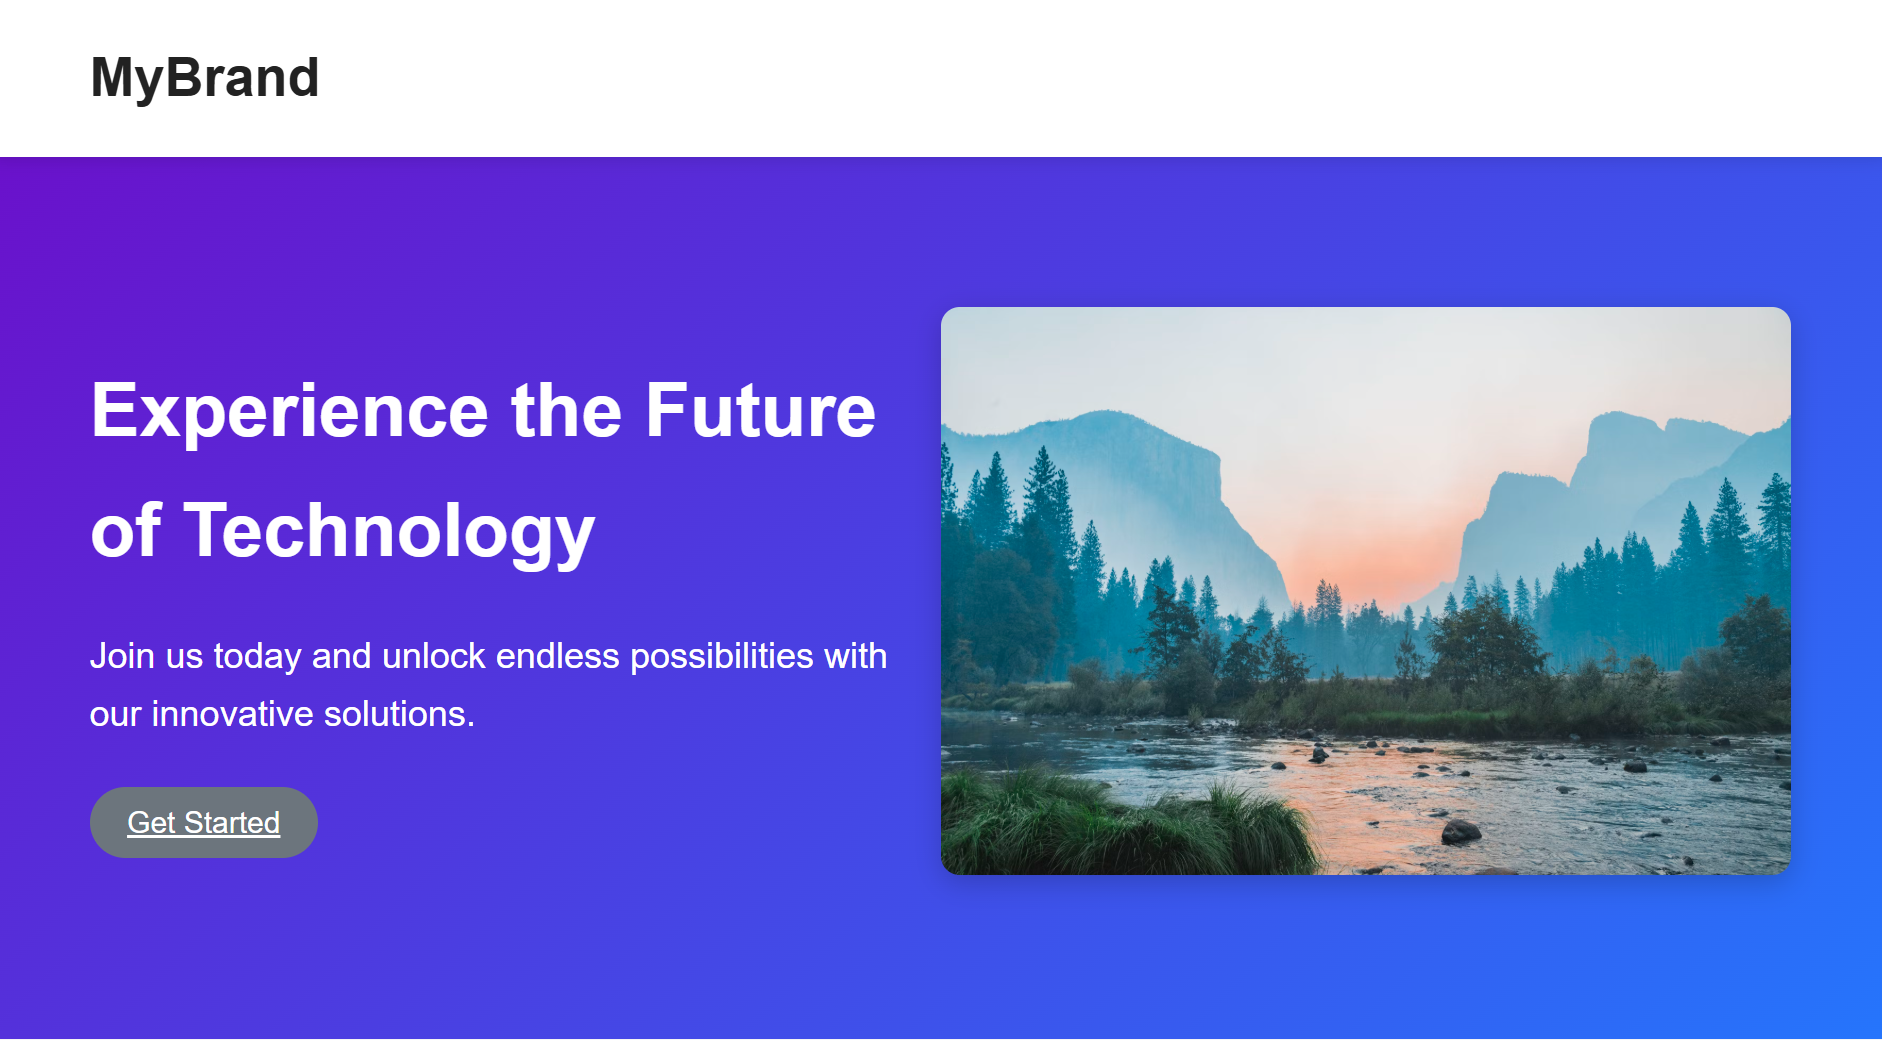 MyBrand
Experience the Future
of Technology
Join us today and unlock endless possibilities with
our innovative solutions.
Get Started